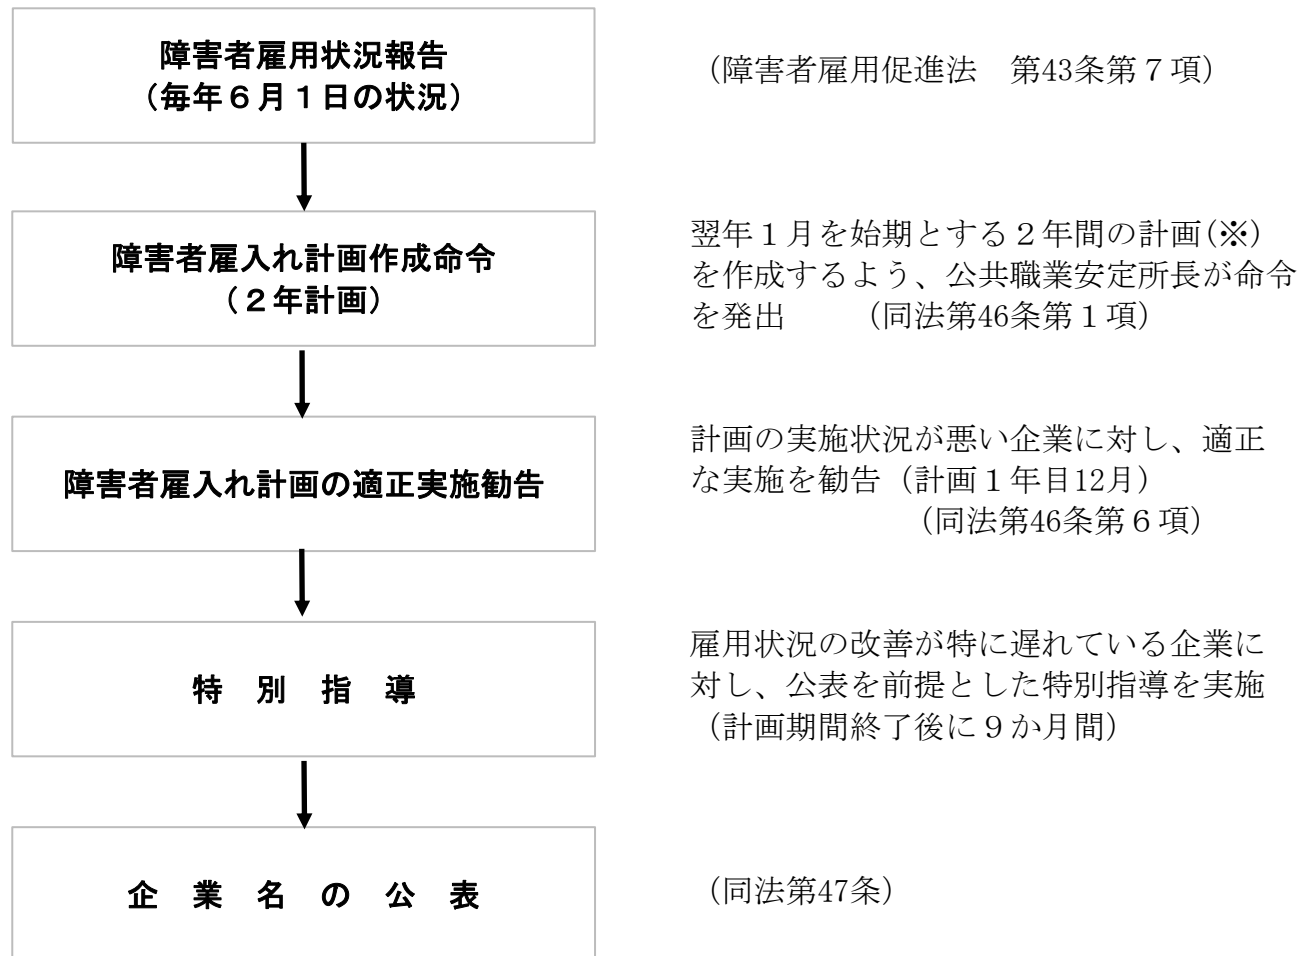 障害者雇用状況報告
（毎年６月１日の状況）
（障害者雇用促進法　第43条第７項）
障害者雇入れ計画作成命令
（２年計画）
翌年１月を始期とする２年間の計画(※)
を作成するよう、公共職業安定所長が命令
を発出　　（同法第46条第１項）
障害者雇入れ計画の適正実施勧告
計画の実施状況が悪い企業に対し、適正
な実施を勧告（計画１年目12月）
（同法第46条第６項）
特　別　指　導
雇用状況の改善が特に遅れている企業に
対し、公表を前提とした特別指導を実施
（計画期間終了後に９か月間）
企　業　名　の　公　表
（同法第47条）